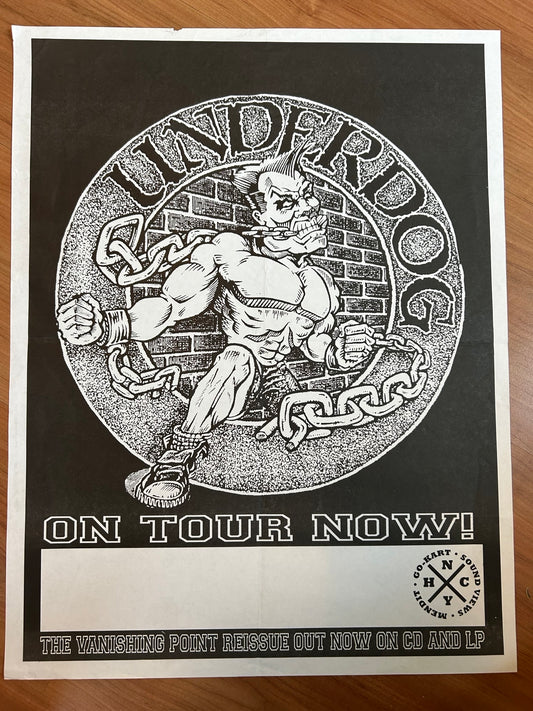 UNDERDOG
ON TOUR NOW!
GO-KART • SOUND VIEWS • MENDIT •
N
H C
Y
THE VANISHING POINT REISSUE OUT NOW ON CD AND LP